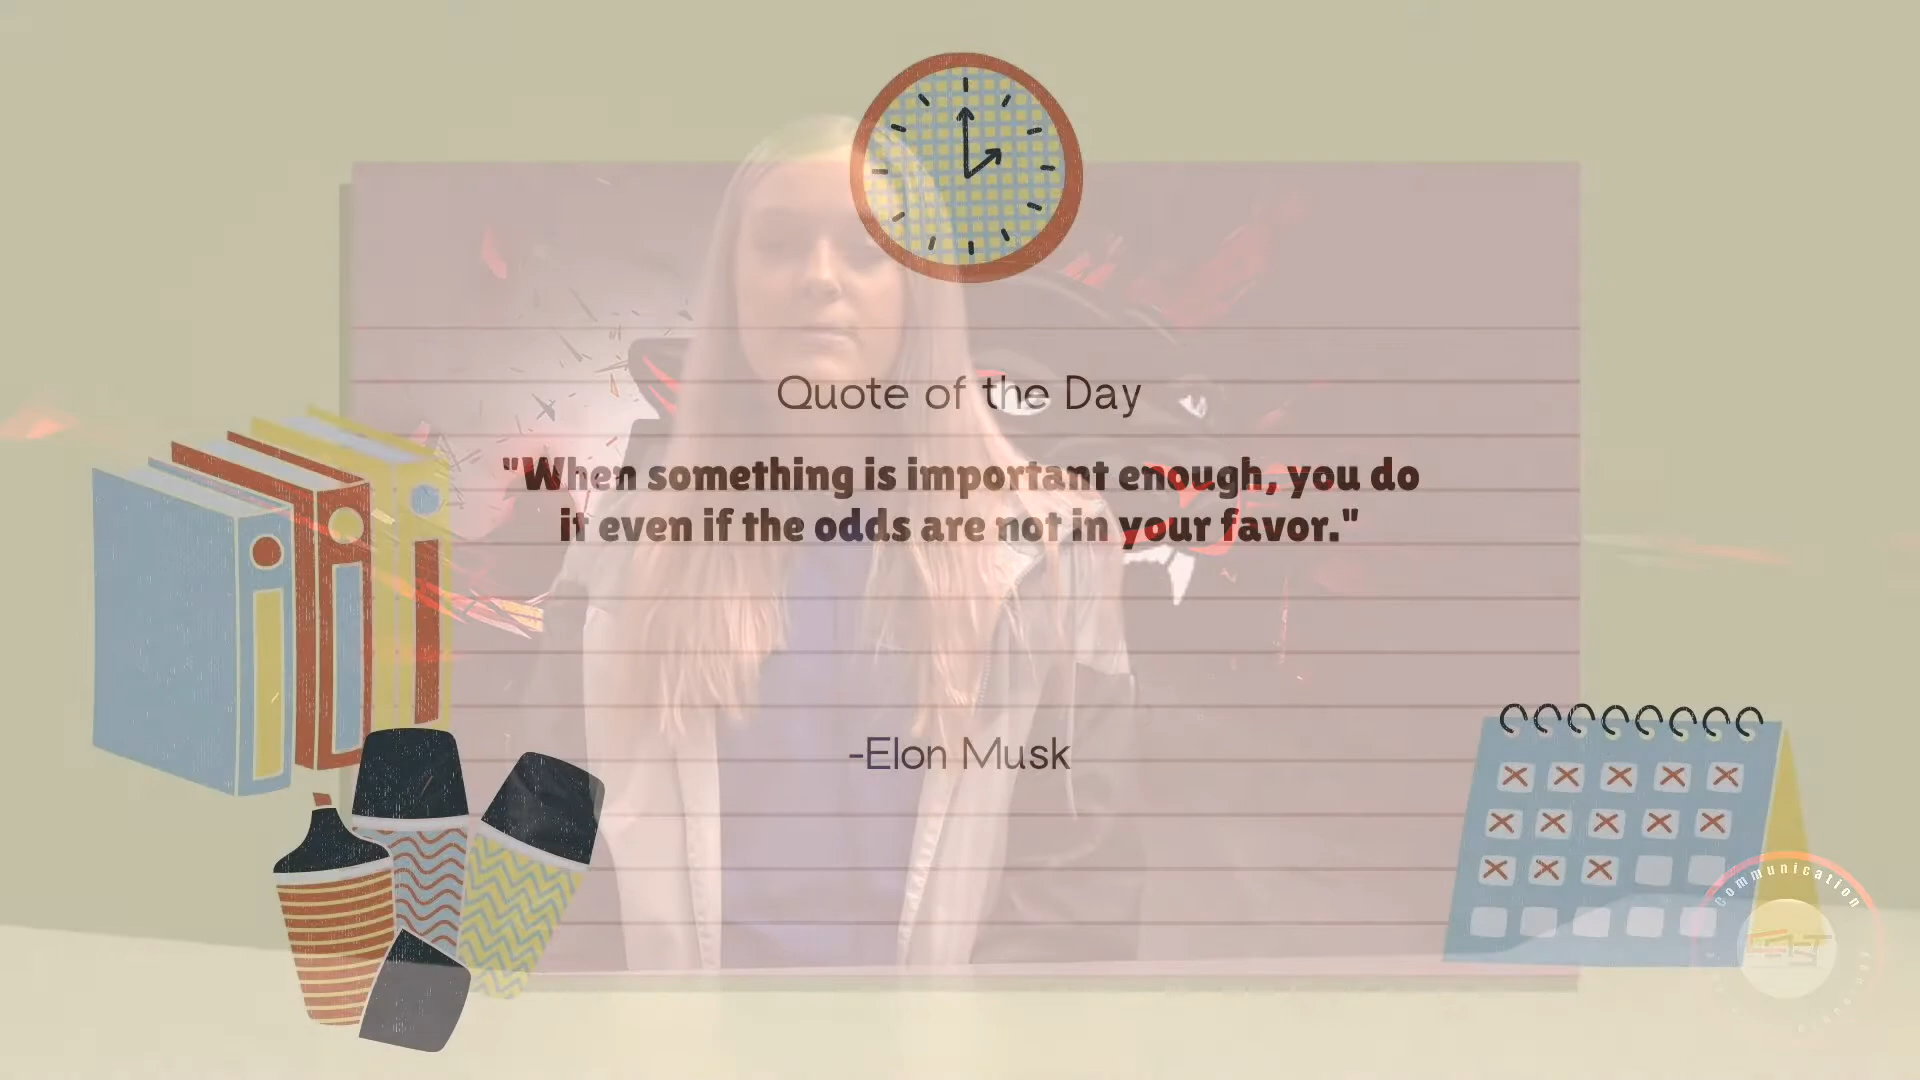 Quote of the Day
"When something is important enough, you do
it even if the odds are not in your favor."
-Elon Musk
communication